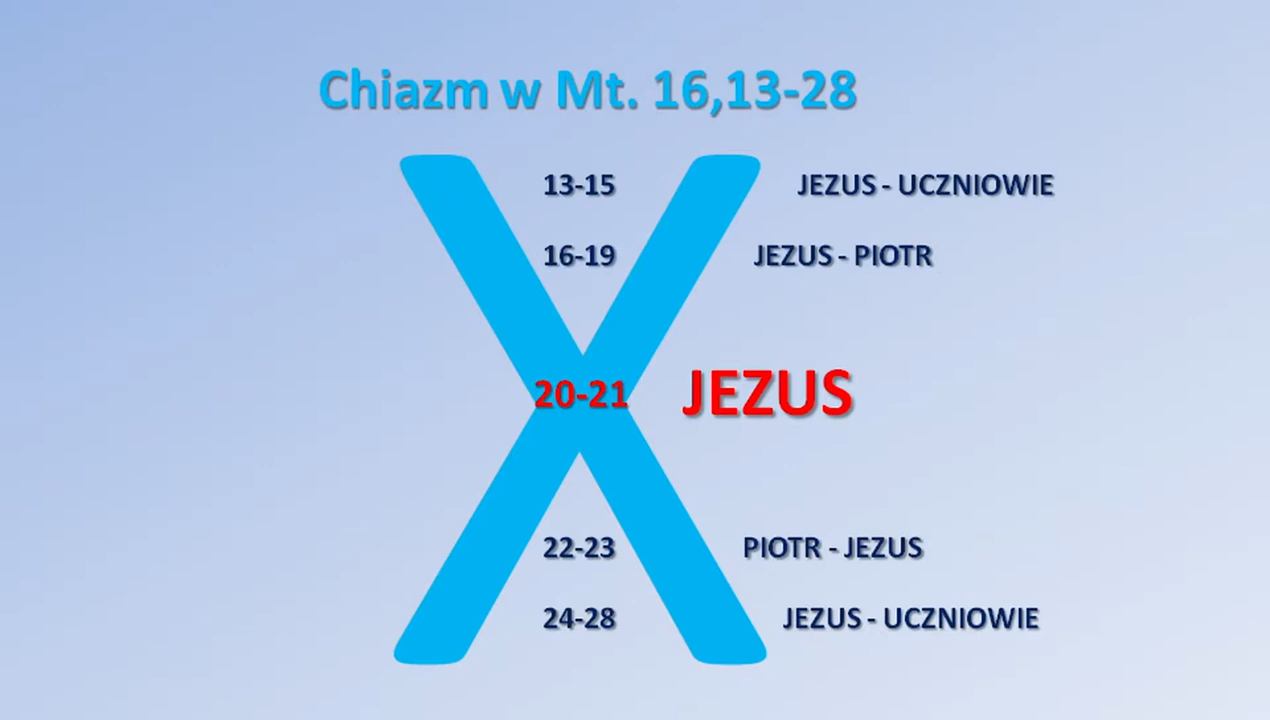 Chiazm w Mt. 16,13-28
13-15 JEZUS - UCZNIOWIE
16-19 JEZUS - PIOTR
20-21 JEZUS
22-23 PIOTR - JEZUS
24-28 JEZUS - UCZNIOWIE